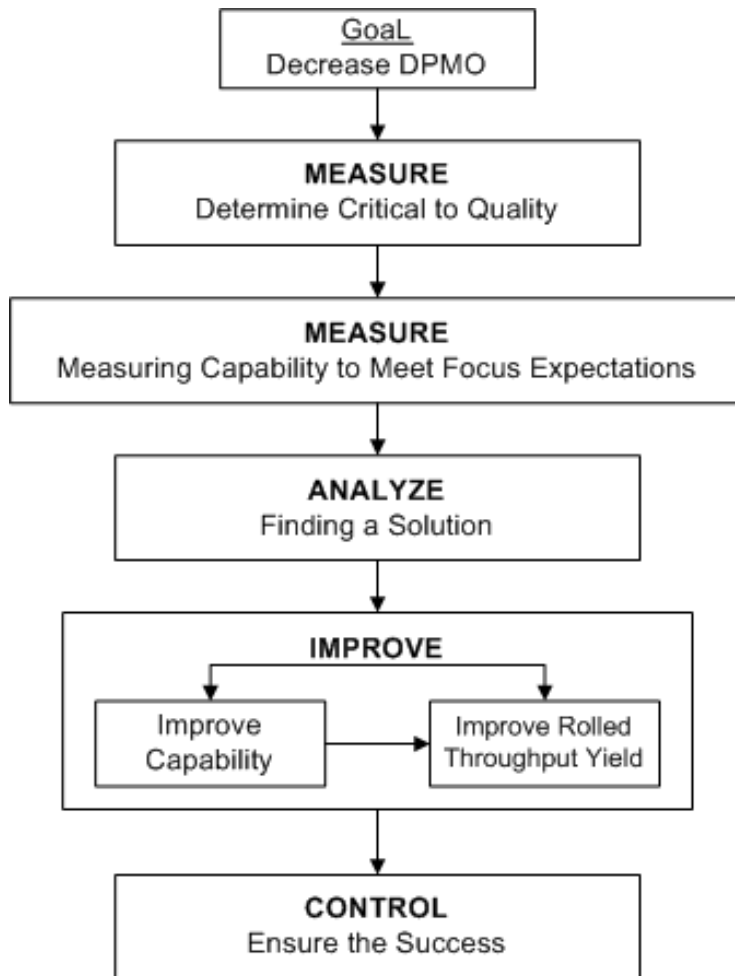 GoaL
Decrease DPMO
MEASURE
Determine Critical to Quality
MEASURE
Measuring Capability to Meet Focus Expectations
ANALYZE
Finding a Solution
IMPROVE
Improve
Capability
Improve Rolled
Throughput Yield
CONTROL
Ensure the Success